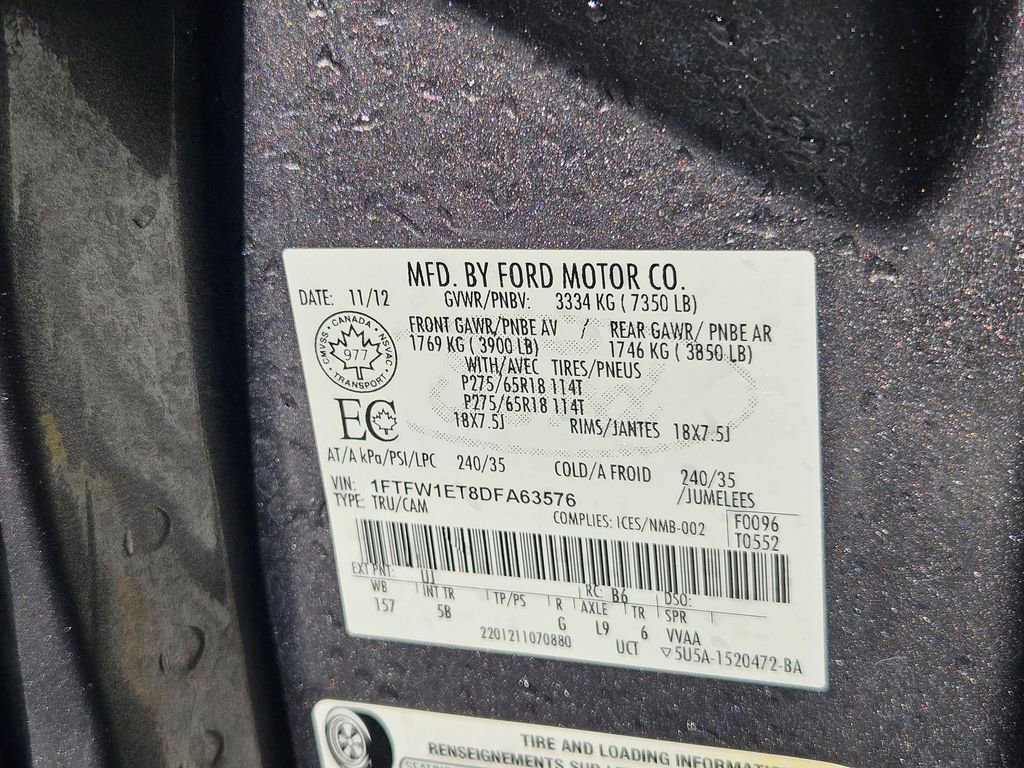 MFD. BY FORD MOTOR CO.
DATE: 11/12 GVWR/PNBV: 3334 KG ( 7350 LB)
FRONT GAWR/PNBE AV / REAR GAWR/ PNBE AR
1769 KG ( 3900 LB) 1746 KG ( 3850 LB)
WITH/AVEC TIRES/PNEUS
P275/65R18 114T
P275/65R18 114T
18X7.5J RIMS/JANTES 18X7.5J
CANADA
CMVSS • NSVAC
977
TRANSPORT
EC
AT/A kPa/PSI/LPC 240/35 COLD/A FROID 240/35
VIN: 1FTFW1ET8DFA63576 /JUMELEES
TYPE: TRU/CAM COMPLIES: ICES/NMB-002 F0096
T0552
EXT PNT: UJ RC: B6 DSO:
WB INT TR TP/PS R AXLE TR SPR
157 5B G L9 6 VVAA
2201211070880 UCT ▽5U5A-1520472-BA
TIRE AND LOADING INFORMATI
RENSEIGNEMENTS SUR